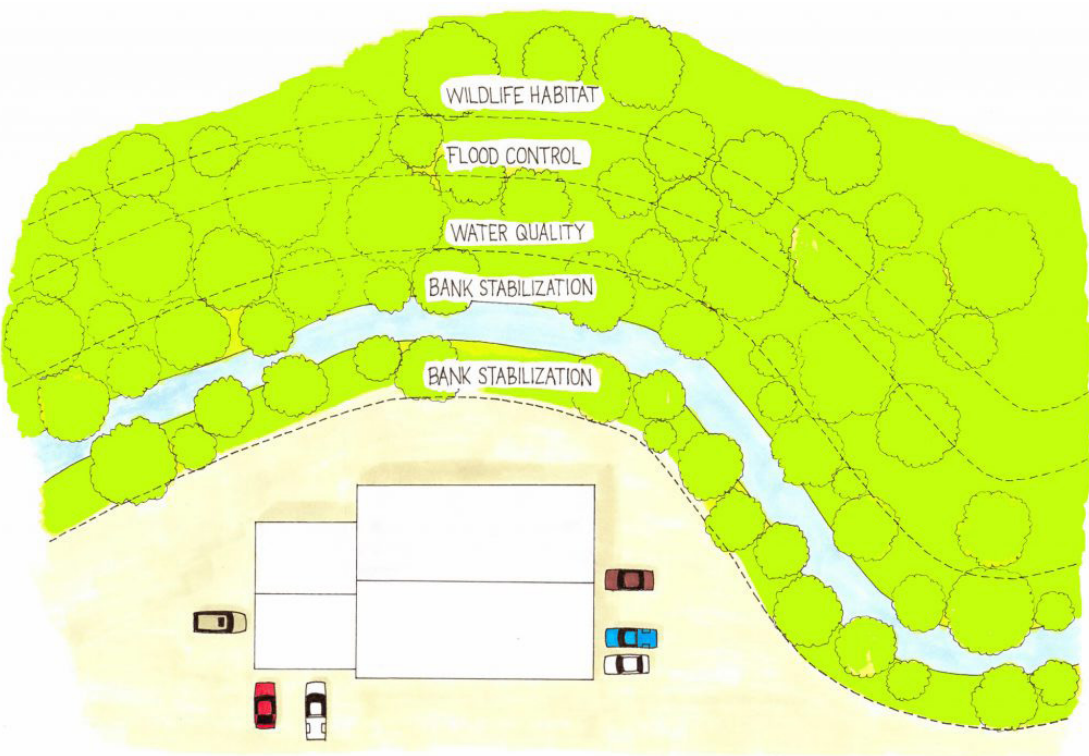 WILDLIFE HABITAT
FLOOD CONTROL
WATER QUALITY
BANK STABILIZATION
BANK STABILIZATION